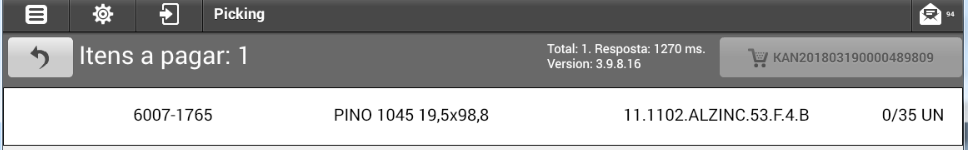 Picking
94
Itens a pagar: 1
Total: 1. Resposta: 1270 ms.
Version: 3.9.8.16
KAN201803190000489809
6007-1765 PINO 1045 19,5x98,8 11.1102.ALZINC.53.F.4.B 0/35 UN